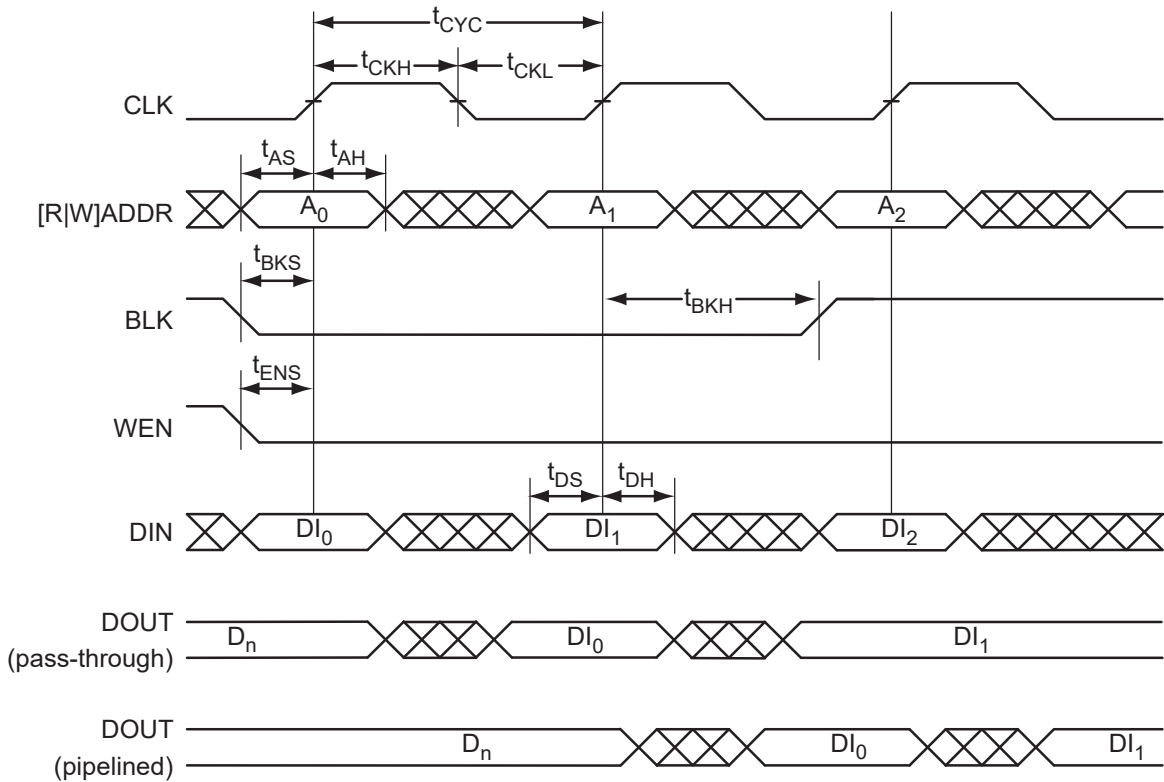 tCYC
tCKH tCKL
CLK
tAS tAH
[R|W]ADDR A0 A1 A2
tBKS
BLK tBKH
tENS
WEN
tDS tDH
DIN DI0 DI1 DI2
DOUT
(pass-through) Dn DI0 DI1
DOUT
(pipelined) Dn DI0 DI1